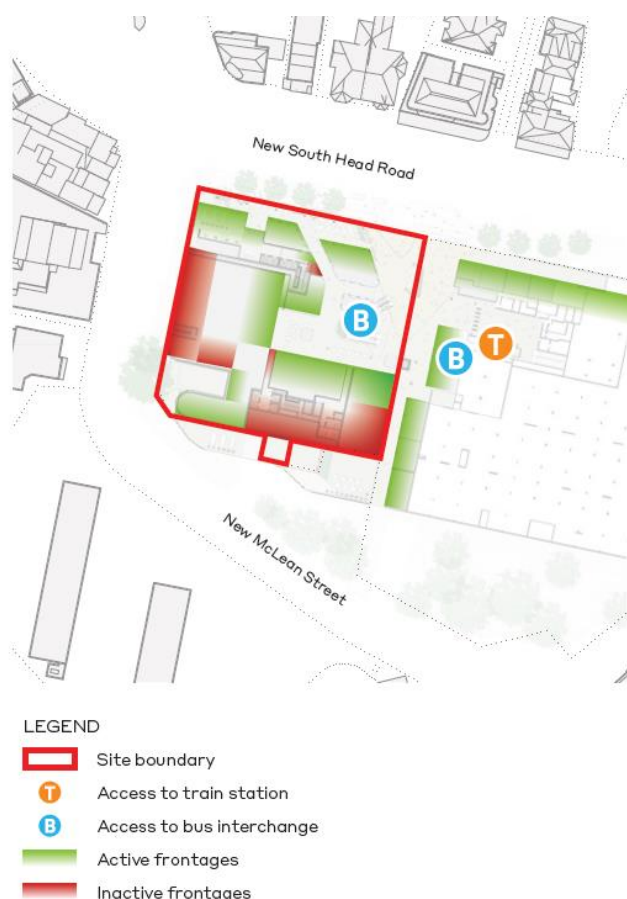 New South Head Road
B
B
T
New McLean Street
LEGEND
Site boundary
T Access to train station
B Access to bus interchange
Active frontages
Inactive frontages